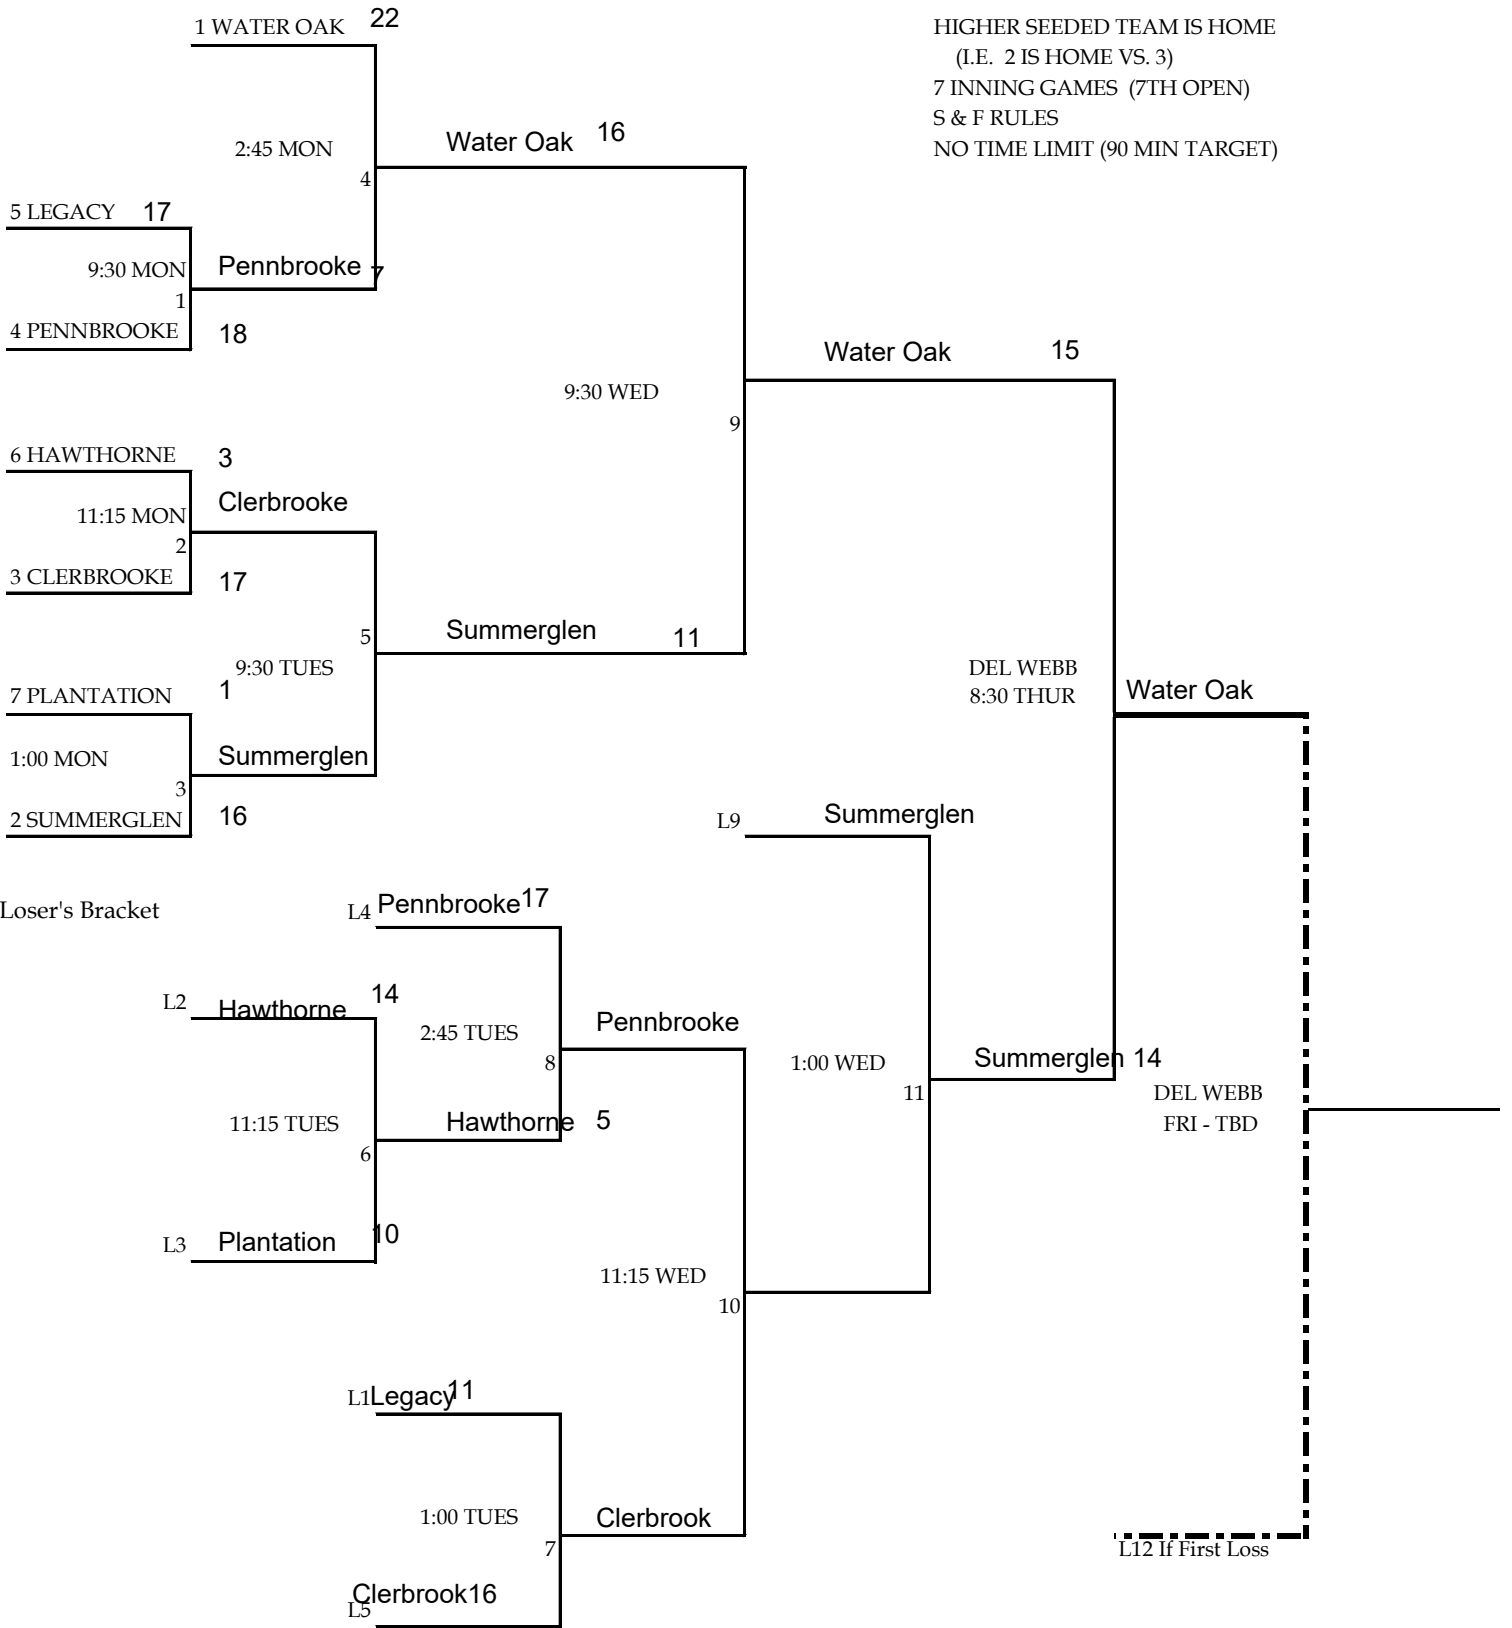 1 WATER OAK 22
HIGHER SEEDED TEAM IS HOME
(I.E. 2 IS HOME VS. 3)
7 INNING GAMES (7TH OPEN)
S & F RULES
NO TIME LIMIT (90 MIN TARGET)
2:45 MON
4
Water Oak 16
5 LEGACY 17
9:30 MON
1
Pennbrooke 7
4 PENNBROOKE 18
Water Oak 15
9:30 WED
9
6 HAWTHORNE 3
Clerbrooke
11:15 MON
2
3 CLERBROOKE 17
5
Summerglen 11
9:30 TUES
7 PLANTATION 1
DEL WEBB
8:30 THUR
Water Oak
1:00 MON
Summerglen
3
2 SUMMERGLEN 16
L9 Summerglen
Loser's Bracket
L4 Pennbrooke 17
L2 Hawthorne 14
2:45 TUES
8
Pennbrooke
1:00 WED
11
Summerglen 14
DEL WEBB
FRI - TBD
11:15 TUES
6
Hawthorne 5
L3 Plantation 10
11:15 WED
10
L1 Legacy 11
1:00 TUES
7
Clerbrook
L12 If First Loss
Clerbrook 16
L5